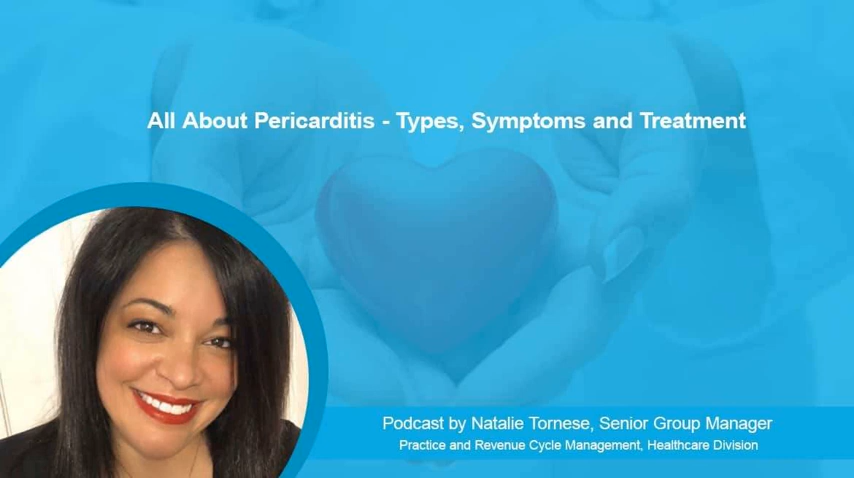 All About Pericarditis - Types, Symptoms and Treatment
Podcast by Natalie Tornese, Senior Group Manager
Practice and Revenue Cycle Management, Healthcare Division